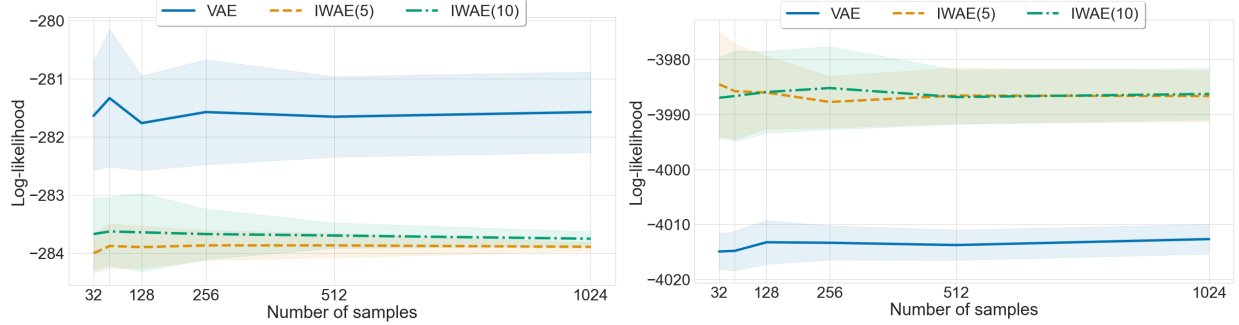 VAE IWAE(5) IWAE(10)
−280
−281
−282
−283
−284
Log-likelihood
32 128 256 512 1024
Number of samples
VAE IWAE(5) IWAE(10)
−3980
−3990
−4000
−4010
−4020
Log-likelihood
32 128 256 512 1024
Number of samples